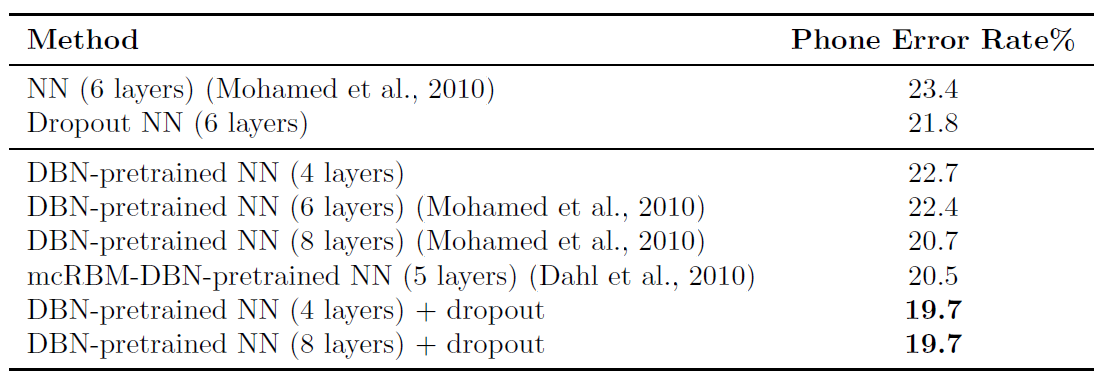 Method Phone Error Rate%
NN (6 layers) (Mohamed et al., 2010) 23.4
Dropout NN (6 layers) 21.8
DBN-pretrained NN (4 layers) 22.7
DBN-pretrained NN (6 layers) (Mohamed et al., 2010) 22.4
DBN-pretrained NN (8 layers) (Mohamed et al., 2010) 20.7
mcRBM-DBN-pretrained NN (5 layers) (Dahl et al., 2010) 20.5
DBN-pretrained NN (4 layers) + dropout 19.7
DBN-pretrained NN (8 layers) + dropout 19.7